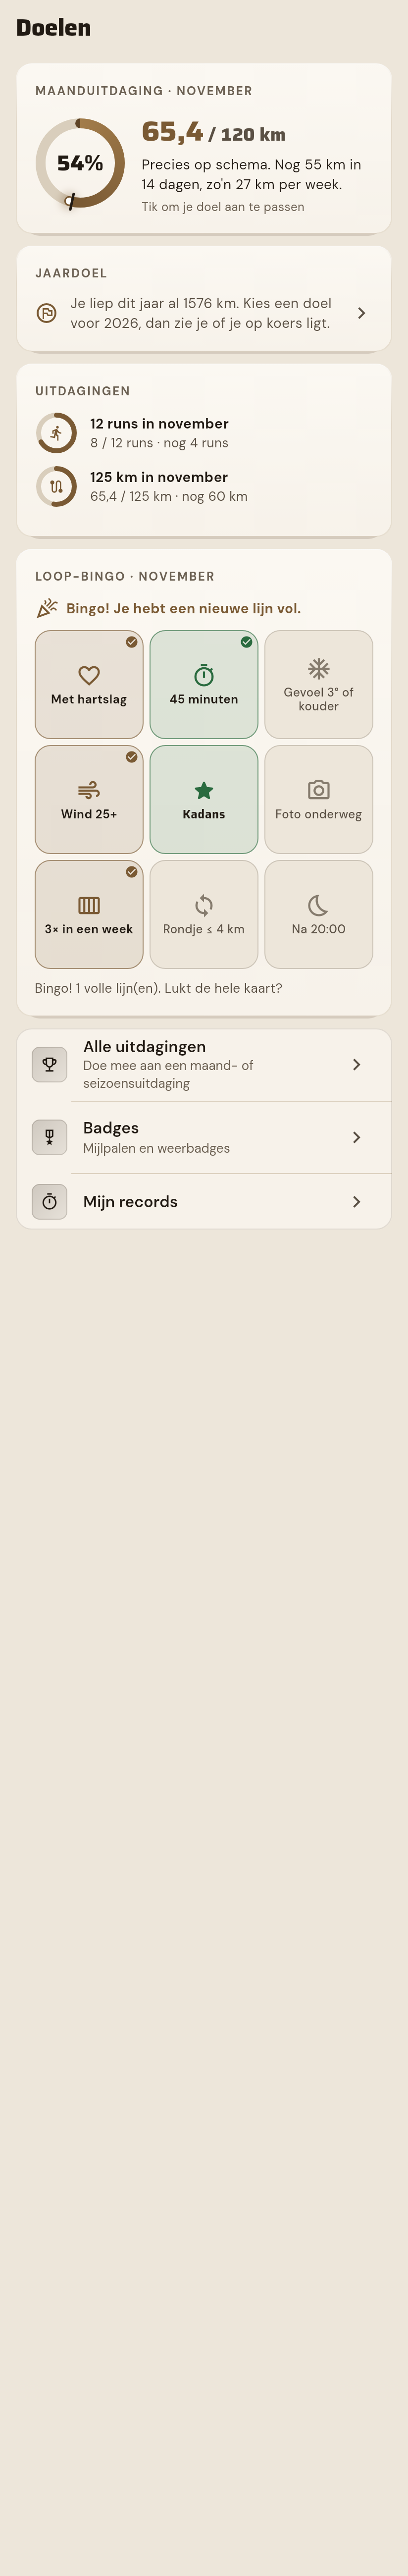 Doelen
MAANDUITDAGING · NOVEMBER
54%
65,4 / 120 km
Precies op schema. Nog 55 km in
14 dagen, zo'n 27 km per week.
Tik om je doel aan te passen
JAARDOEL
Je liep dit jaar al 1576 km. Kies een doel
voor 2026, dan zie je of je op koers ligt.
UITDAGINGEN
12 runs in november
8 / 12 runs · nog 4 runs
125 km in november
65,4 / 125 km · nog 60 km
LOOP-BINGO · NOVEMBER
Bingo! Je hebt een nieuwe lijn vol.
Met hartslag
45 minuten
Gevoel 3° of
kouder
Wind 25+
Kadans
Foto onderweg
3× in een week
Rondje ≤ 4 km
Na 20:00
Bingo! 1 volle lijn(en). Lukt de hele kaart?
Alle uitdagingen
Doe mee aan een maand- of
seizoensuitdaging
Badges
Mijlpalen en weerbadges
Mijn records